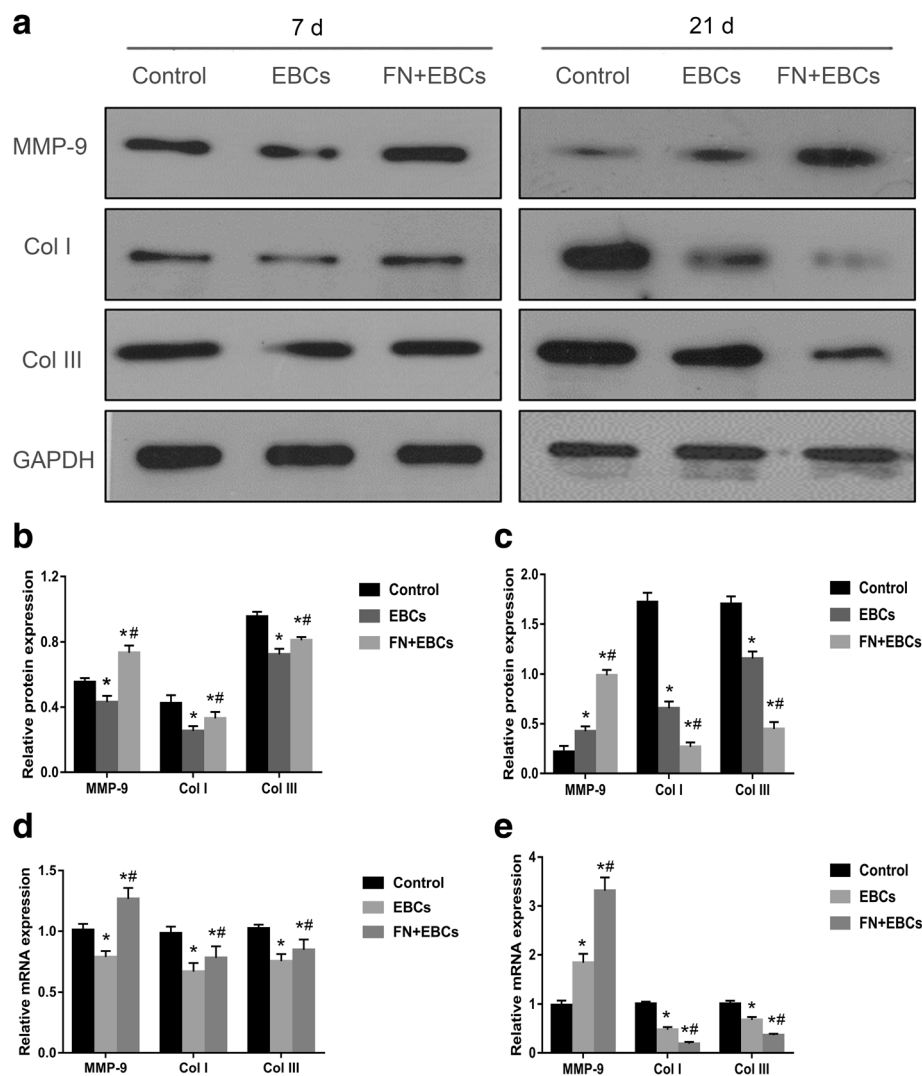 a
7 d
21 d
Control EBCs FN+EBCs
Control EBCs FN+EBCs
MMP-9
Col I
Col III
GAPDH
b
Relative protein expression
1.2
0.8
0.4
0.0
*
*#
*
*#
*
*#
MMP-9 Col I Col III
Control
EBCs
FN+EBCs
c
Relative protein expression
2.0
1.5
1.0
0.5
0.0
*
*#
*
*#
*
*#
MMP-9 Col I Col III
Control
EBCs
FN+EBCs
d
Relative mRNA expression
1.5
1.0
0.5
0.0
*
*#
*
*#
*
*#
MMP-9 Col I Col III
Control
EBCs
FN+EBCs
e
Relative mRNA expression
4
3
2
1
0
*
*#
*
*#
*
*#
MMP-9 Col I Col III
Control
EBCs
FN+EBCs